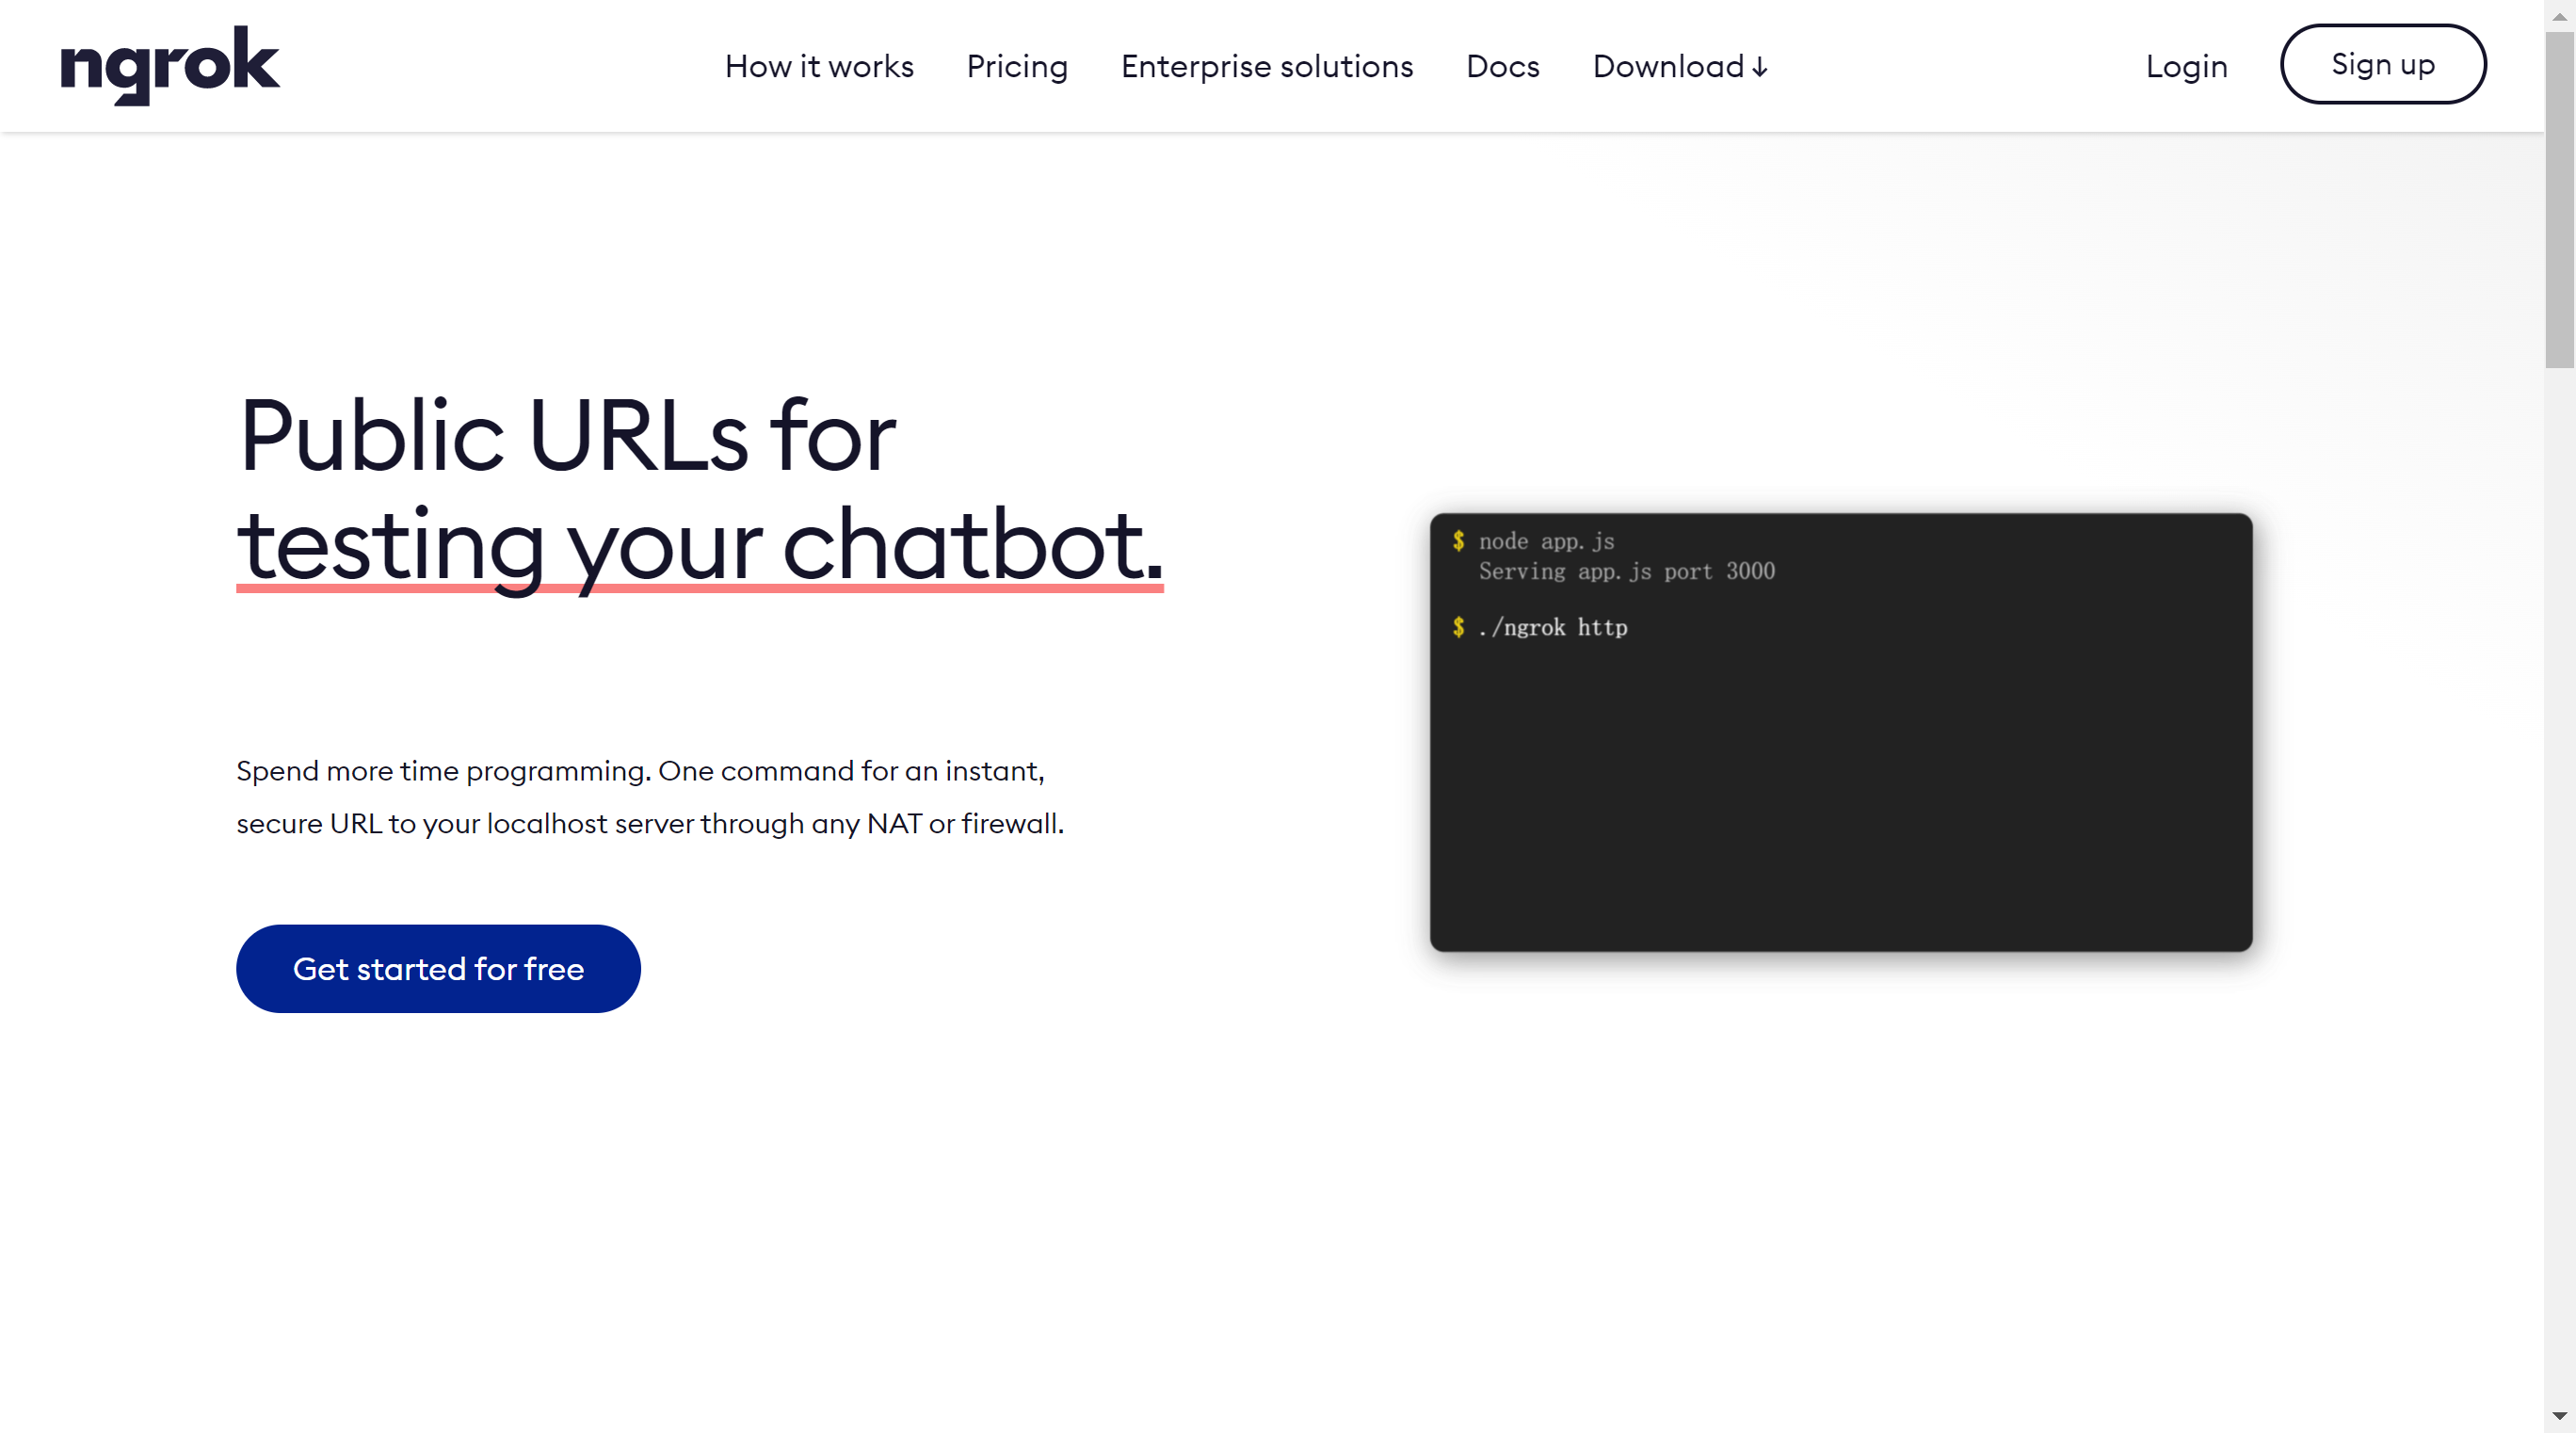 ngrok
How it works
Pricing
Enterprise solutions
Docs
Download ↓
Login
Sign up
Public URLs for
testing your chatbot.
Spend more time programming. One command for an instant,
secure URL to your localhost server through any NAT or firewall.
Get started for free
$ node app.js
Serving app.js port 3000
$ ./ngrok http